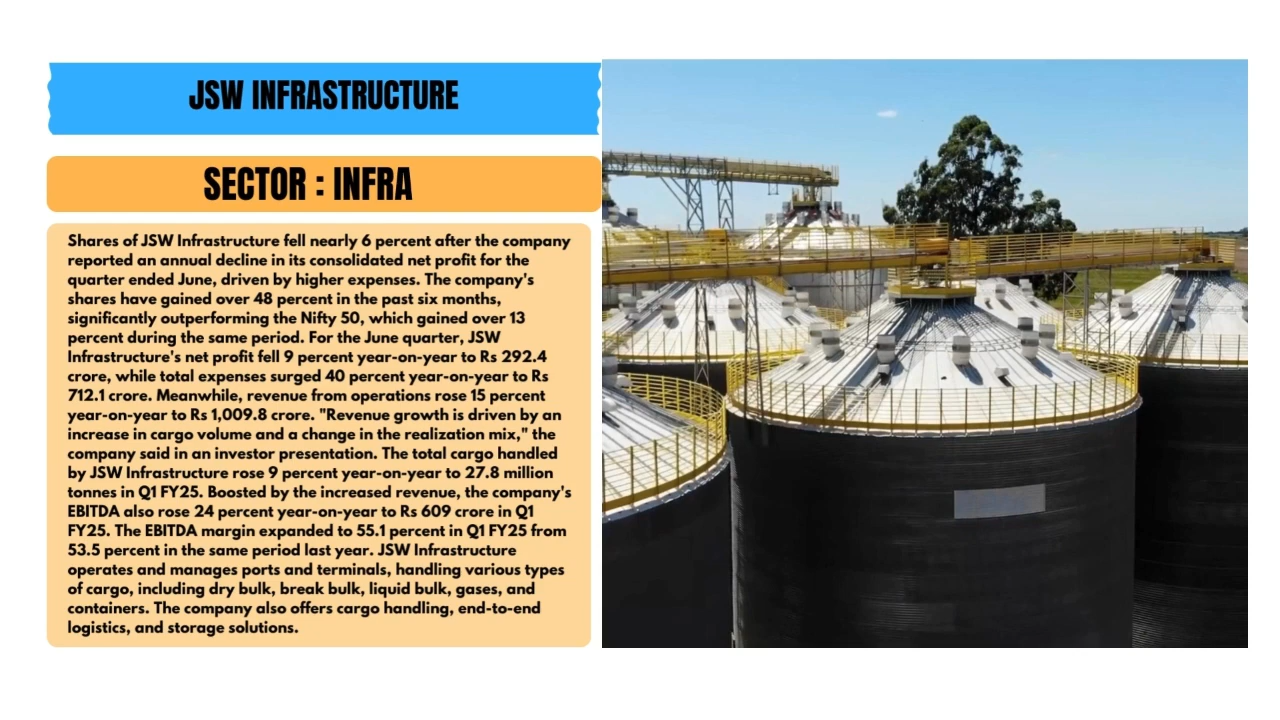 JSW INFRASTRUCTURE
SECTOR : INFRA
Shares of JSW Infrastructure fell nearly 6 percent after the company
reported an annual decline in its consolidated net profit for the
quarter ended June, driven by higher expenses. The company's
shares have gained over 48 percent in the past six months,
significantly outperforming the Nifty 50, which gained over 13
percent during the same period. For the June quarter, JSW
Infrastructure's net profit fell 9 percent year-on-year to Rs 292.4
crore, while total expenses surged 40 percent year-on-year to Rs
712.1 crore. Meanwhile, revenue from operations rose 15 percent
year-on-year to Rs 1,009.8 crore. "Revenue growth is driven by an
increase in cargo volume and a change in the realization mix," the
company said in an investor presentation. The total cargo handled
by JSW Infrastructure rose 9 percent year-on-year to 27.8 million
tonnes in Q1 FY25. Boosted by the increased revenue, the company's
EBITDA also rose 24 percent year-on-year to Rs 609 crore in Q1
FY25. The EBITDA margin expanded to 55.1 percent in Q1 FY25 from
53.5 percent in the same period last year. JSW Infrastructure
operates and manages ports and terminals, handling various types
of cargo, including dry bulk, break bulk, liquid bulk, gases, and
containers. The company also offers cargo handling, end-to-end
logistics, and storage solutions.